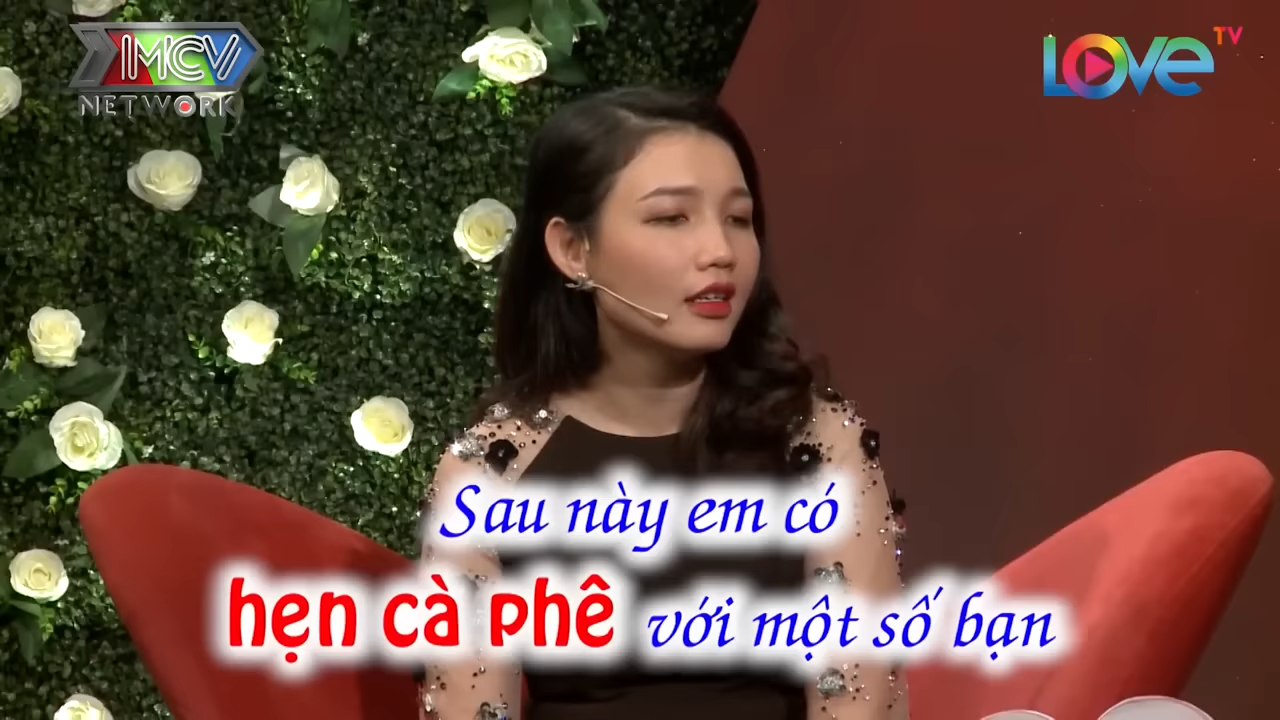 MCV
NETWORK
LOVE TV
Sau này em có
hẹn cà phê với một số bạn